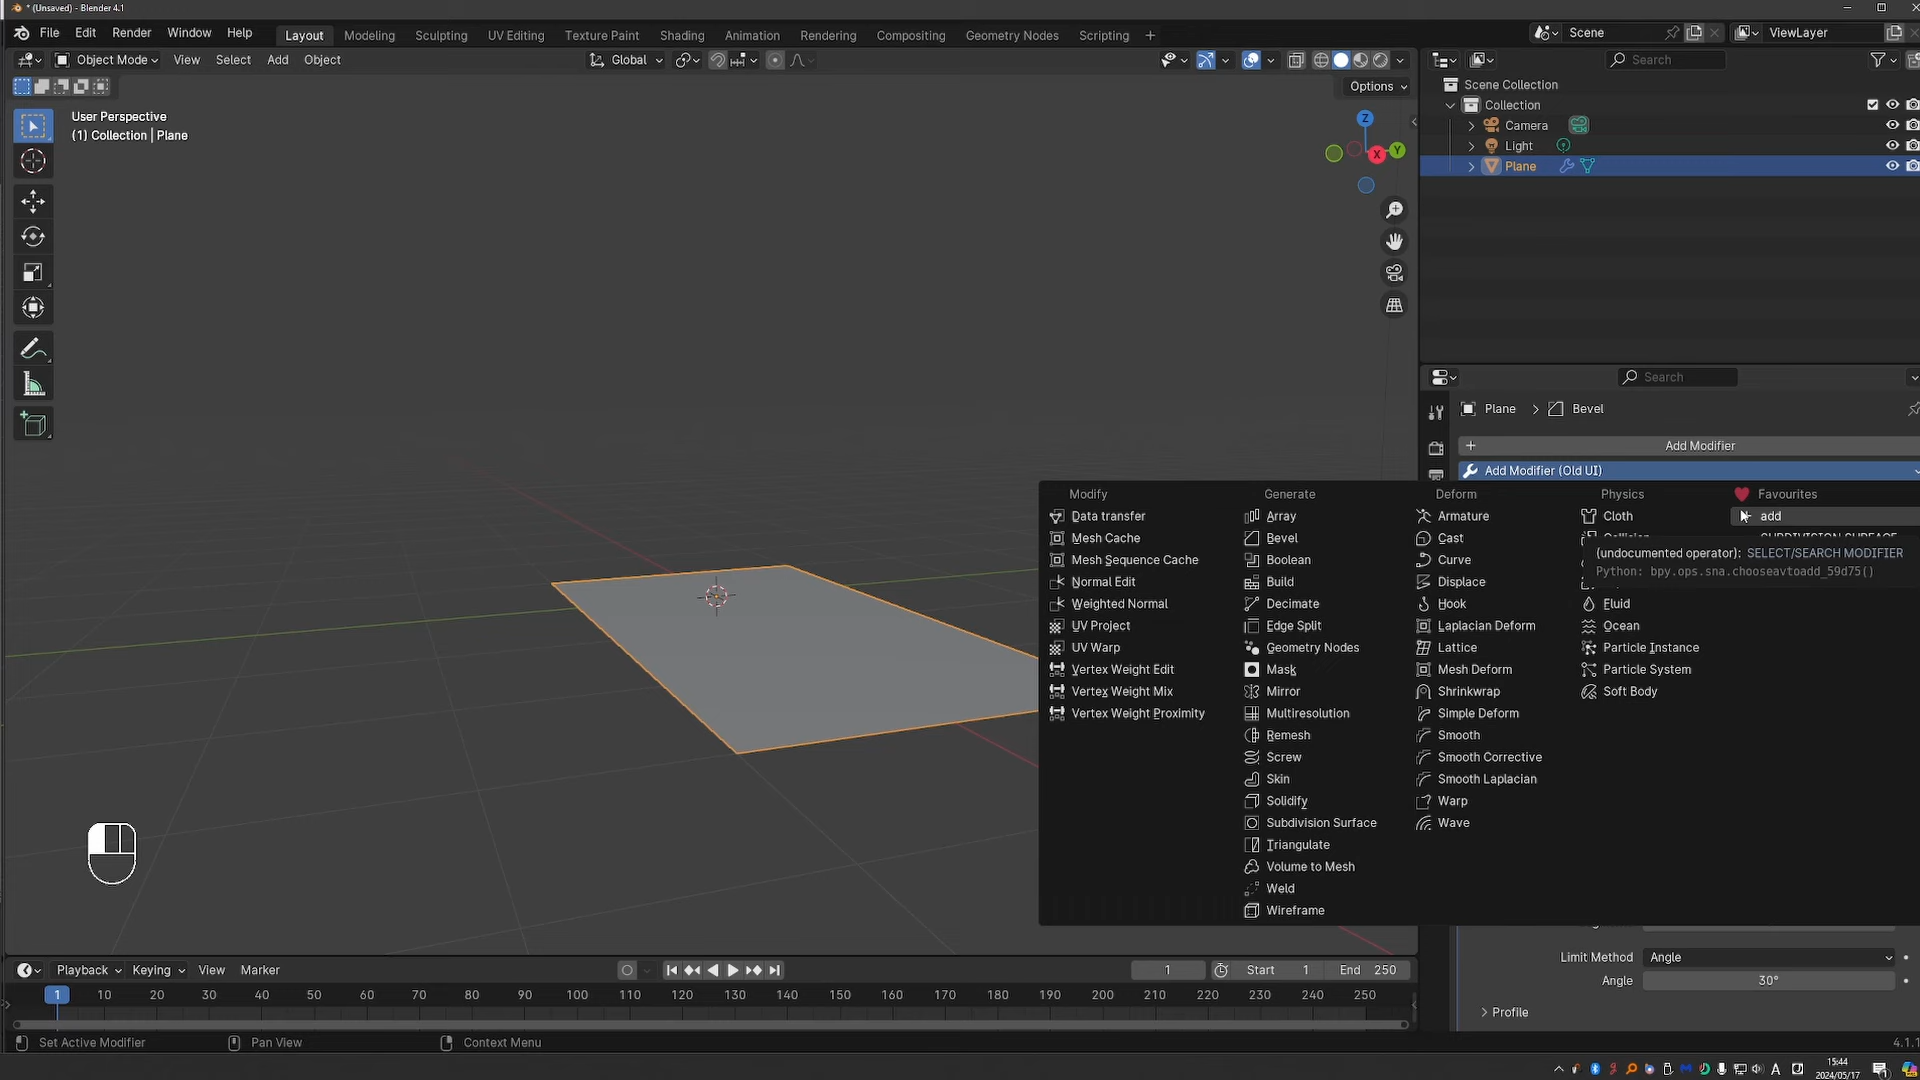 * (Unsaved) - Blender 4.1
File Edit Render Window Help
Layout Modeling Sculpting UV Editing Texture Paint Shading Animation Rendering Compositing Geometry Nodes Scripting +
Scene ViewLayer
Object Mode View Select Add Object Global Search
Options
User Perspective
(1) Collection | Plane
Z
Y
X
Scene Collection
Collection
Camera
Light
Plane
Search
Plane > Bevel
+ Add Modifier
Add Modifier (Old UI)
Modify
Data transfer
Mesh Cache
Mesh Sequence Cache
Normal Edit
Weighted Normal
UV Project
UV Warp
Vertex Weight Edit
Vertex Weight Mix
Vertex Weight Proximity
Generate
Array
Bevel
Boolean
Build
Decimate
Edge Split
Geometry Nodes
Mask
Mirror
Multiresolution
Remesh
Screw
Skin
Solidify
Subdivision Surface
Triangulate
Volume to Mesh
Weld
Wireframe
Deform
Armature
Cast
Curve
Displace
Hook
Laplacian Deform
Lattice
Mesh Deform
Shrinkwrap
Simple Deform
Smooth
Smooth Corrective
Smooth Laplacian
Warp
Wave
Physics
Cloth
Fluid
Ocean
Particle Instance
Particle System
Soft Body
Favourites
add
(undocumented operator): SELECT/SEARCH MODIFIER
Python: bpy.ops.sna.chooseavtoadd_59d75()
Limit Method Angle
Angle 30°
Profile
Playback Keying View Marker 1 Start 1 End 250
1 10 20 30 40 50 60 70 80 90 100 110 120 130 140 150 160 170 180 190 200 210 220 230 240 250
Set Active Modifier Pan View Context Menu 4.1.1
A 15:44
2024/05/17